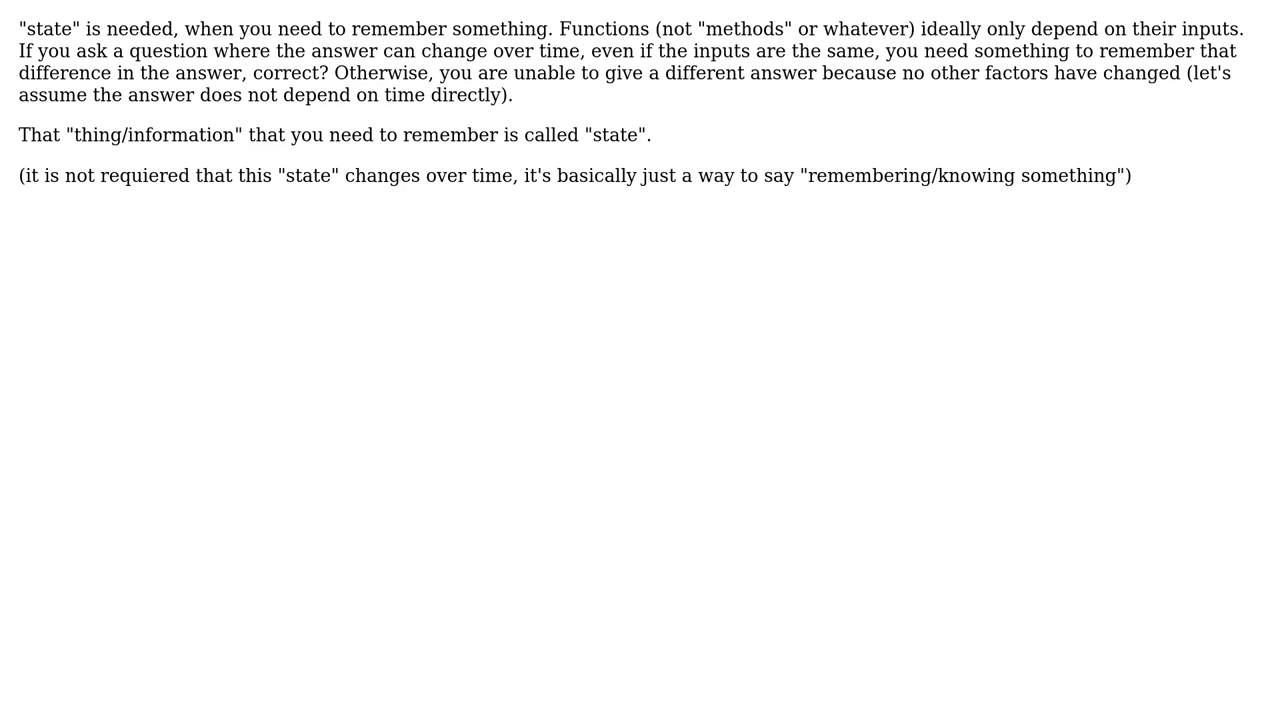 "state" is needed, when you need to remember something. Functions (not "methods" or whatever) ideally only depend on their inputs.
If you ask a question where the answer can change over time, even if the inputs are the same, you need something to remember that
difference in the answer, correct? Otherwise, you are unable to give a different answer because no other factors have changed (let's
assume the answer does not depend on time directly).
That "thing/information" that you need to remember is called "state".
(it is not requiered that this "state" changes over time, it's basically just a way to say "remembering/knowing something")